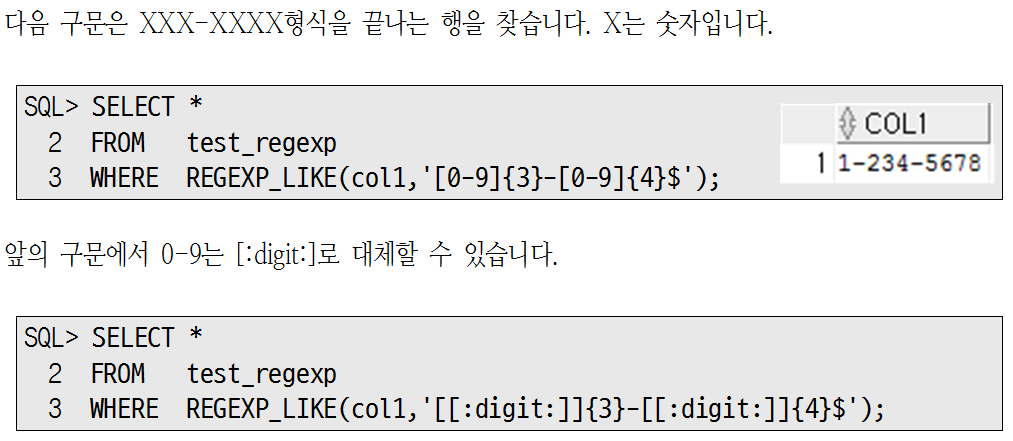 다음 구문은 XXX-XXXX형식을 끝나는 행을 찾습니다. X는 숫자입니다.
SQL> SELECT *
2 FROM test_regexp
3 WHERE REGEXP_LIKE(col1,'[0-9]{3}-[0-9]{4}$');
COL1
1 1-234-5678
앞의 구문에서 0-9는 [:digit:]로 대체할 수 있습니다.
SQL> SELECT *
2 FROM test_regexp
3 WHERE REGEXP_LIKE(col1,'[[:digit:]]{3}-[[:digit:]]{4}$');